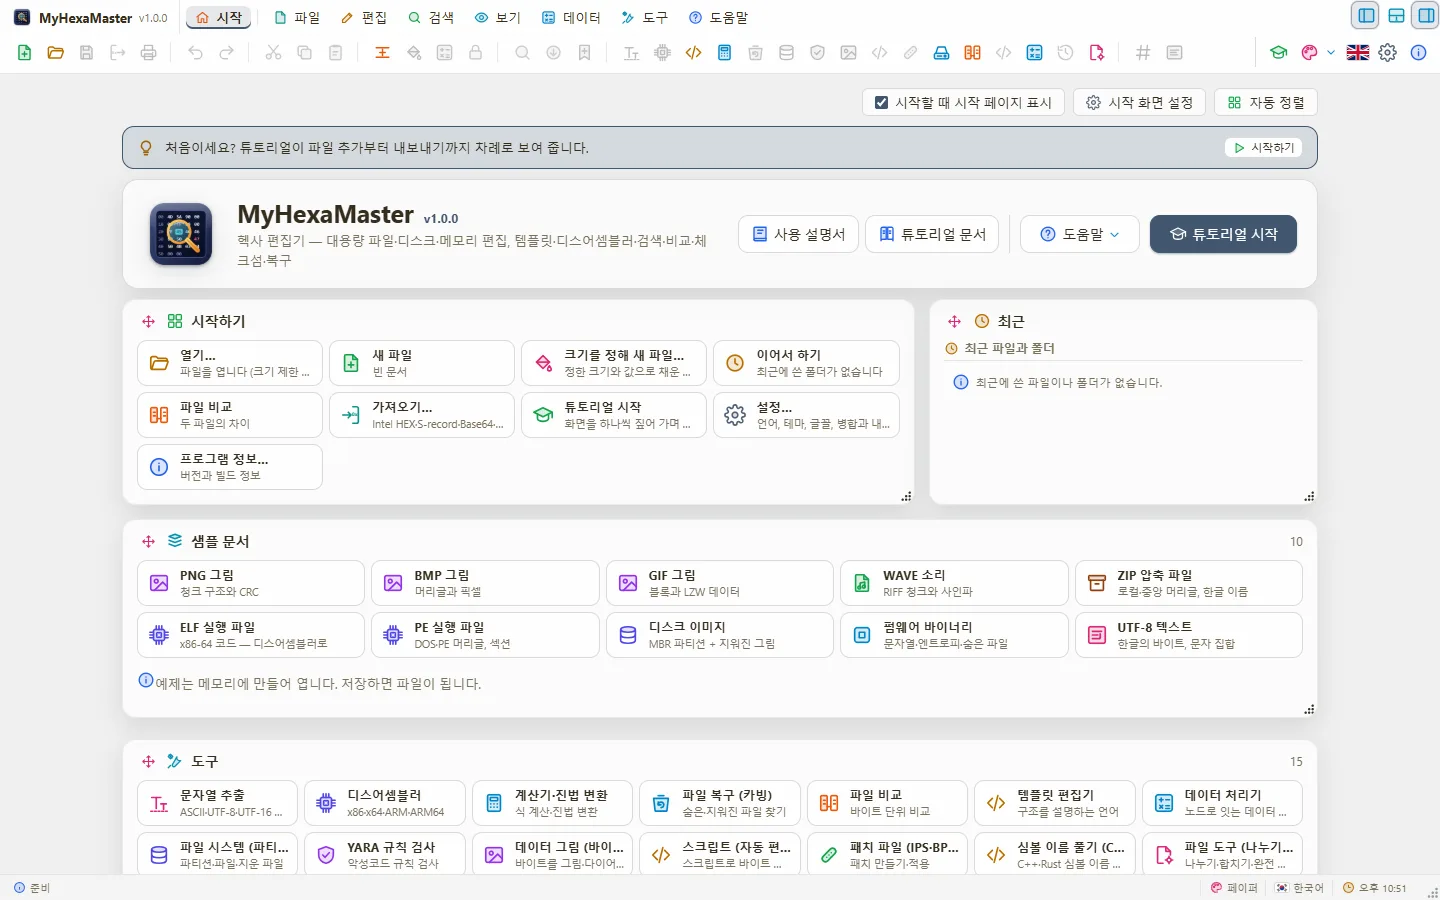 MyHexaMaster v1.0.0 시작 파일 편집 검색 보기 데이터 도구 도움말
시작할 때 시작 페이지 표시 시작 화면 설정 자동 정렬
처음이세요? 튜토리얼이 파일 추가부터 내보내기까지 차례로 보여 줍니다. 시작하기
MyHexaMaster v1.0.0
헥사 편집기 — 대용량 파일·디스크·메모리 편집, 템플릿·디어셈블러·검색·비교·체
크섬·복구
사용 설명서 튜토리얼 문서 도움말 튜토리얼 시작
시작하기
열기... 새 파일 크기를 정해 새 파일... 이어서 하기
파일을 엽니다 (크기 제한 ... 빈 문서 정한 크기와 값으로 채운 ... 최근에 쓴 폴더가 없습니다
파일 비교 가져오기... 튜토리얼 시작 설정...
두 파일의 차이 Intel HEX·S-record·Base64·... 화면을 하나씩 짚어 가며 ... 언어, 테마, 글꼴, 병합과 내...
프로그램 정보...
버전과 빌드 정보
최근
최근 파일과 폴더
최근에 쓴 파일이나 폴더가 없습니다.
샘플 문서 10
PNG 그림 BMP 그림 GIF 그림 WAVE 소리 ZIP 압축 파일
청크 구조와 CRC 머리글과 픽셀 블록과 LZW 데이터 RIFF 청크와 사인파 로컬·중앙 머리글, 한글 이름
ELF 실행 파일 PE 실행 파일 디스크 이미지 펌웨어 바이너리 UTF-8 텍스트
x86-64 코드 — 디스어셈블러로 DOS·PE 머리글, 섹션 MBR 파티션 + 지워진 그림 문자열·엔트로피·숨은 파일 한글의 바이트, 문자 집합
예제는 메모리에 만들어 엽니다. 저장하면 파일이 됩니다.
도구 15
문자열 추출 디스어셈블러 계산기·진법 변환 파일 복구 (카빙) 파일 비교 템플릿 편집기 데이터 처리기
ASCII·UTF-8·UTF-16 ... x86·x64·ARM·ARM64 식 계산·진법 변환 숨은·지워진 파일 찾기 바이트 단위 비교 구조를 설명하는 언어 노드로 잇는 데이터 ...
파일 시스템 (파티... YARA 규칙 검사 데이터 그림 (바이... 스크립트 (자동 편... 패치 파일 (IPS·BP... 심볼 이름 풀기 (C... 파일 도구 (나누기...
파티션·파일·지운 파일 악성코드 규칙 검사 바이트를 그림·다이어... 스크립트로 바이트 ... 패치 만들기·적용 C++·Rust 심볼 이름 ... 나누기·합치기·완전 ...
준비 페이퍼 한국어 오후 10:51